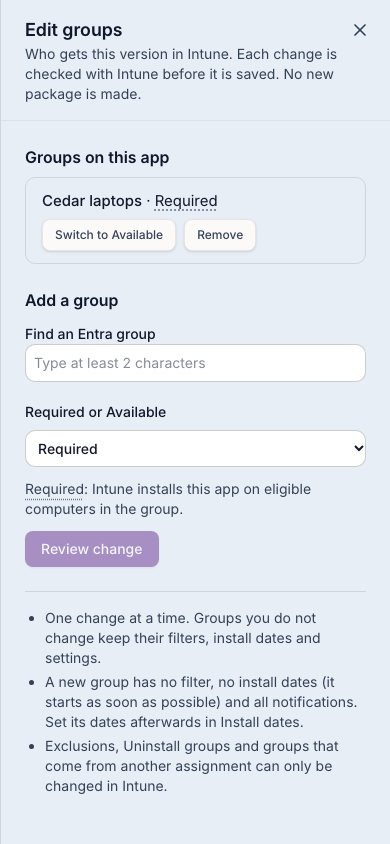 Edit groups
Who gets this version in Intune. Each change is
checked with Intune before it is saved. No new
package is made.
Groups on this app
Cedar laptops · Required
Switch to Available
Remove
Add a group
Find an Entra group
Type at least 2 characters
Required or Available
Required
Required: Intune installs this app on eligible
computers in the group.
Review change
• One change at a time. Groups you do not
change keep their filters, install dates and
settings.
• A new group has no filter, no install dates (it
starts as soon as possible) and all notifications.
Set its dates afterwards in Install dates.
• Exclusions, Uninstall groups and groups that
come from another assignment can only be
changed in Intune.